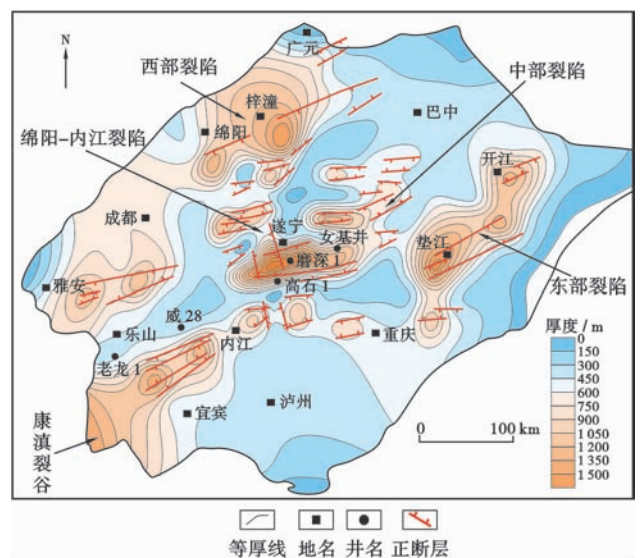 N
广元
西部裂陷
中部裂陷
梓潼
巴中
绵阳
绵阳-内江裂陷
开江
成都
遂宁
女基井
垫江
磨深1
雅安
高石1
东部裂陷
威28
厚度/m
乐山
内江
重庆
0
150
老龙1
300
450
600
750
宜宾
泸州
900
康滇裂谷
0
100 km
1 050
1 200
1 350
1 500
等厚线
地名
井名
正断层